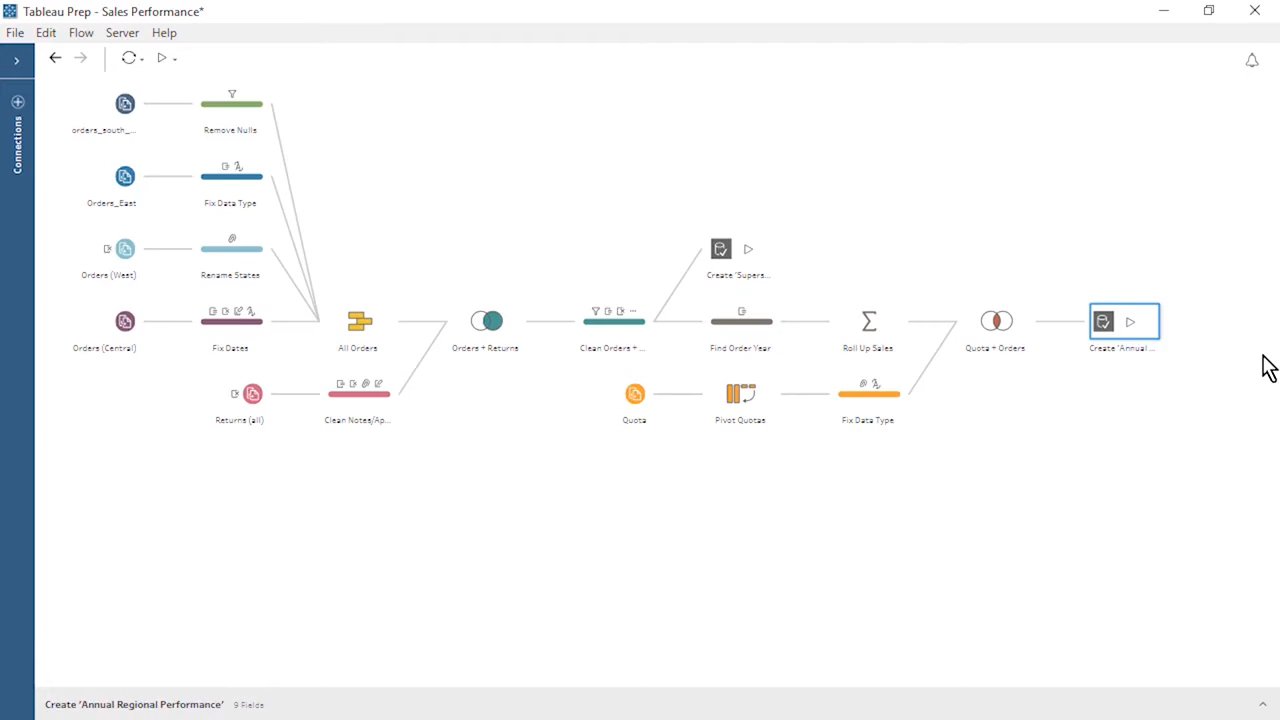 Tableau Prep - Sales Performance*
File Edit Flow Server Help
Connections
orders_south_...
Remove Nulls
Orders_East
Fix Data Type
Orders (West)
Rename States
Create 'Supers...
Orders (Central)
Fix Dates
All Orders
Orders + Returns
Clean Orders + ...
Find Order Year
Roll Up Sales
Quota + Orders
Create 'Annual ...
Returns (all)
Clean Notes/Ap...
Quota
Pivot Quotas
Fix Data Type
Create 'Annual Regional Performance' 9 Fields